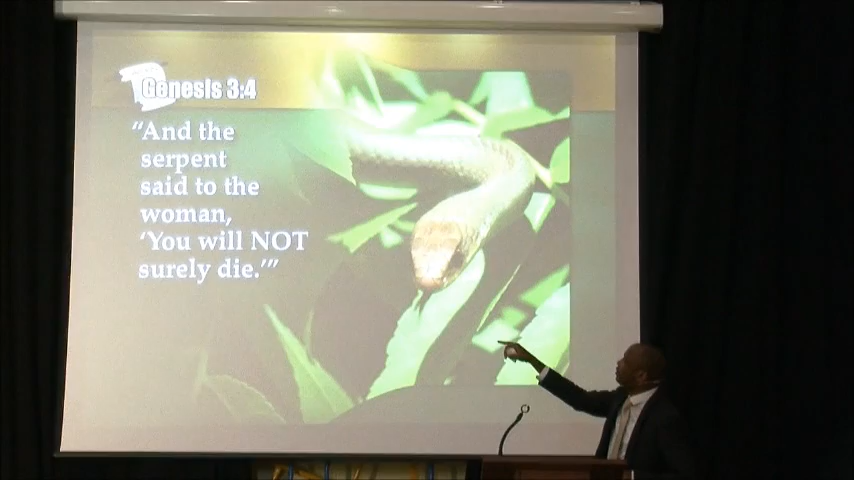 Genesis 3:4
“And the
serpent
said to the
woman,
‘You will NOT
surely die.’”